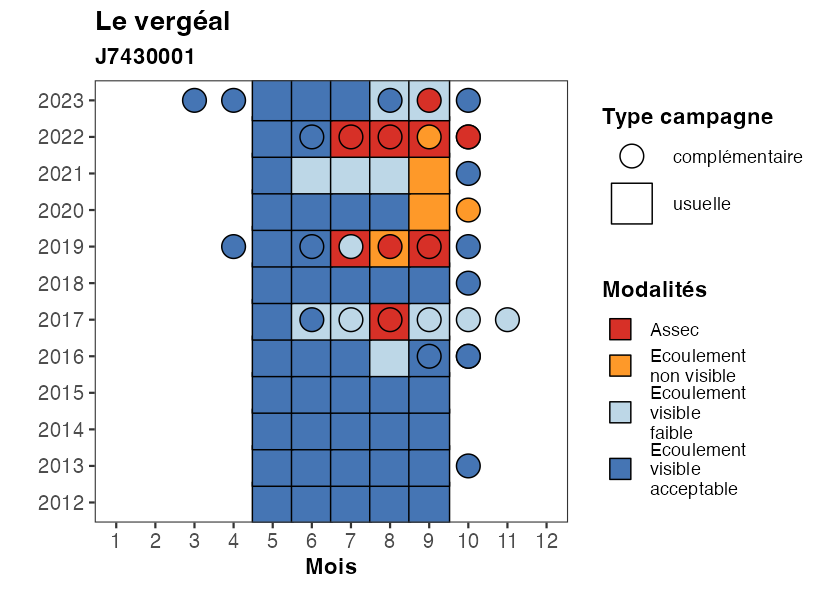 Le vergéal
J7430001
2023
2022
2021
2020
2019
2018
2017
2016
2015
2014
2013
2012
1 2 3 4 5 6 7 8 9 10 11 12
Mois
Type campagne
complémentaire
usuelle
Modalités
Assec
Ecoulement
non visible
Ecoulement
visible
faible
Ecoulement
visible
acceptable